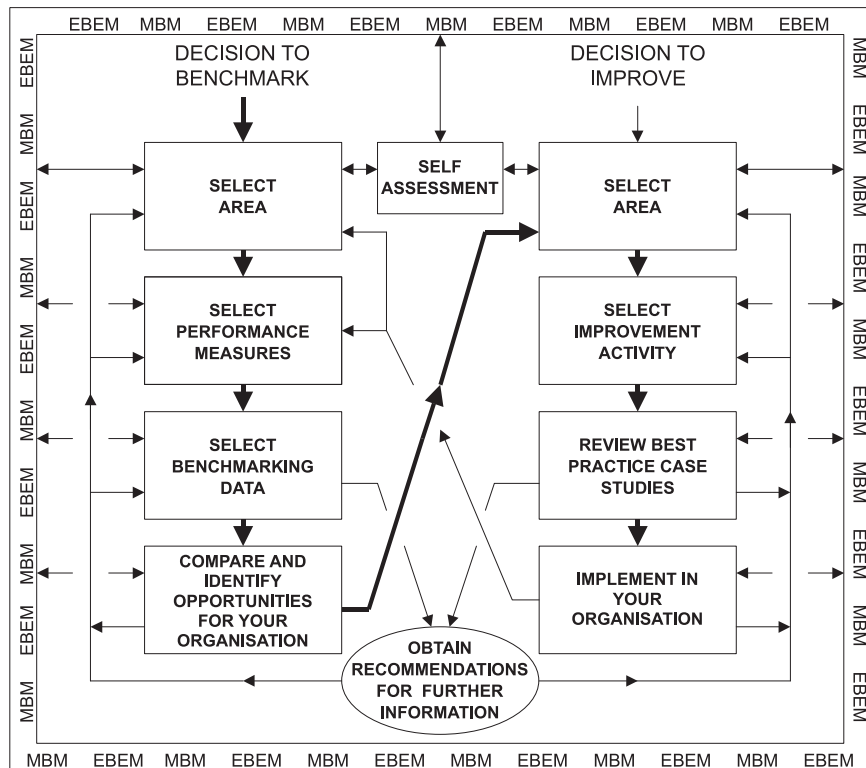 EBEM MBM EBEM MBM EBEM MBM EBEM MBM EBEM MBM EBEM
EBEM MBM EBEM MBM EBEM MBM EBEM MBM EBEM MBM
DECISION TO
BENCHMARK
DECISION TO
IMPROVE
SELECT
AREA
SELF
ASSESSMENT
SELECT
AREA
SELECT
PERFORMANCE
MEASURES
SELECT
IMPROVEMENT
ACTIVITY
SELECT
BENCHMARKING
DATA
REVIEW BEST
PRACTICE CASE
STUDIES
COMPARE AND
IDENTIFY
OPPORTUNITIES
FOR YOUR
ORGANISATION
IMPLEMENT IN
YOUR
ORGANISATION
OBTAIN
RECOMMENDATIONS
FOR FURTHER
INFORMATION
MBM EBEM MBM EBEM MBM EBEM MBM EBEM MBM EBEM
MBM EBEM MBM EBEM MBM EBEM MBM EBEM MBM EBEM MBM EBEM